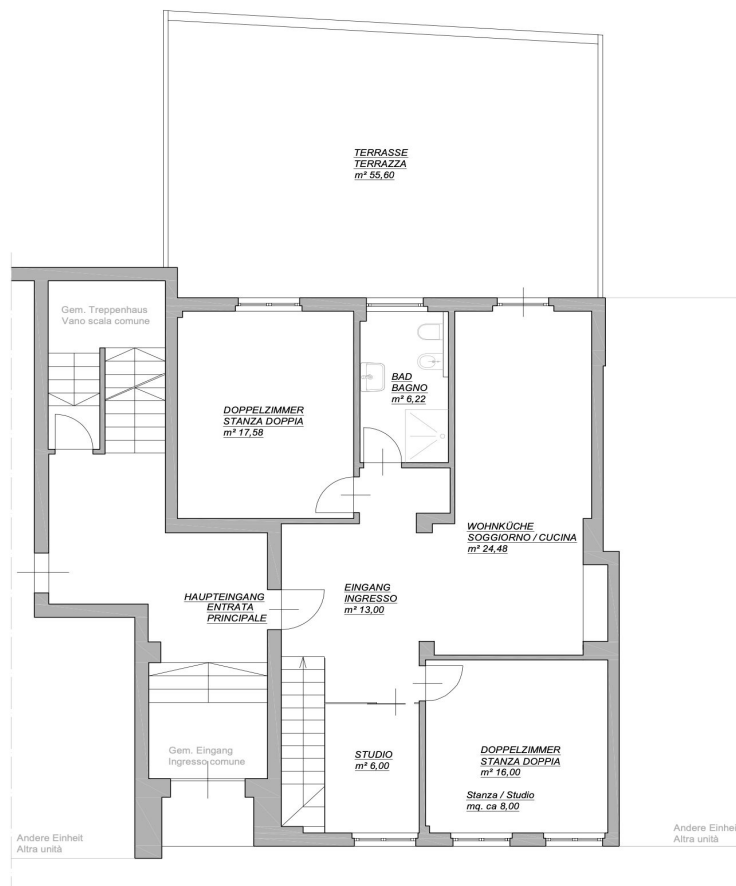 TERRASSE
TERRAZZA
m² 55,60
Gem. Treppenhaus
Vano scala comune
BAD
BAGNO
m² 6,22
DOPPELZIMMER
STANZA DOPPIA
m² 17,58
WOHNKÜCHE
SOGGIORNO / CUCINA
m² 24,48
EINGANG
INGRESSO
m² 13,00
HAUPTEINGANG
ENTRATA
PRINCIPALE
Gem. Eingang
Ingresso comune
STUDIO
m² 6,00
DOPPELZIMMER
STANZA DOPPIA
m² 16,00
Stanza / Studio
mq. ca 8,00
Andere Einheit
Altra unità
Andere Einhei
Altra unità